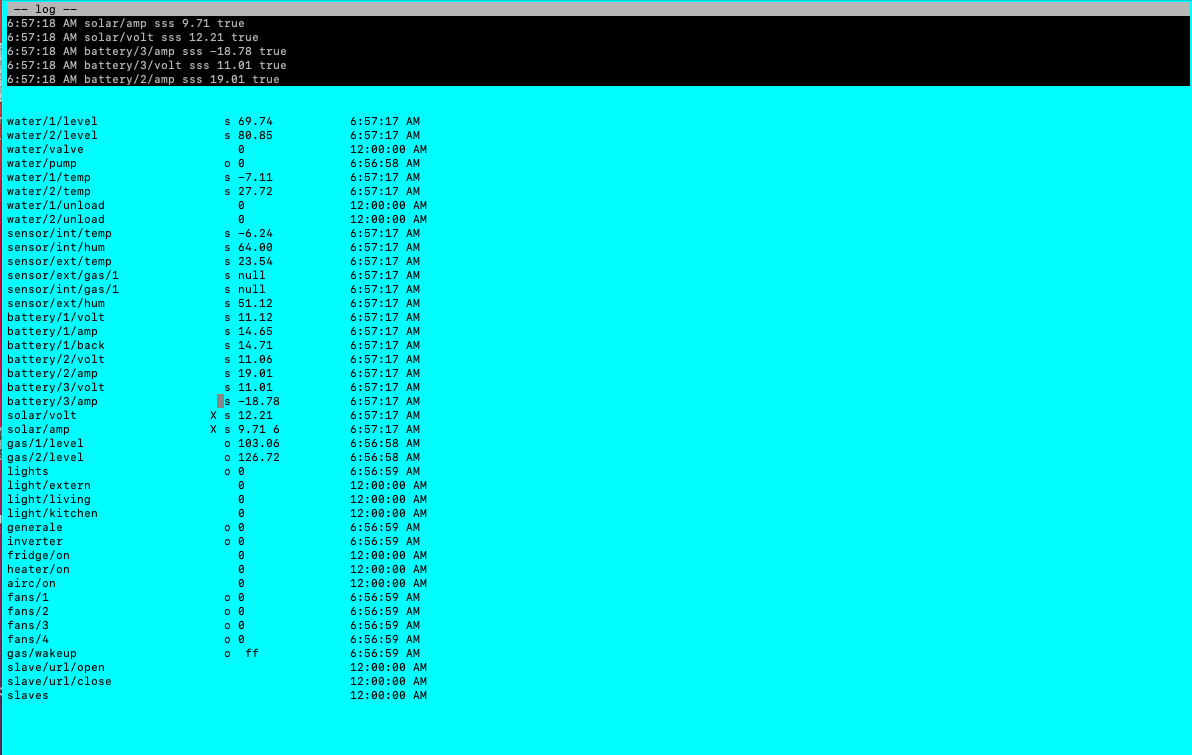 -- log --
6:57:18 AM solar/amp sss 9.71 true
6:57:18 AM solar/volt sss 12.21 true
6:57:18 AM battery/3/amp sss -18.78 true
6:57:18 AM battery/3/volt sss 11.01 true
6:57:18 AM battery/2/amp sss 19.01 true
water/1/level s 69.74 6:57:17 AM
water/2/level s 80.85 6:57:17 AM
water/valve 0 12:00:00 AM
water/pump o 0 6:56:58 AM
water/1/temp s -7.11 6:57:17 AM
water/2/temp s 27.72 6:57:17 AM
water/1/unload 0 12:00:00 AM
water/2/unload 0 12:00:00 AM
sensor/int/temp s -6.24 6:57:17 AM
sensor/int/hum s 64.00 6:57:17 AM
sensor/ext/temp s 23.54 6:57:17 AM
sensor/ext/gas/1 s null 6:57:17 AM
sensor/int/gas/1 s null 6:57:17 AM
sensor/ext/hum s 51.12 6:57:17 AM
battery/1/volt s 11.12 6:57:17 AM
battery/1/amp s 14.65 6:57:17 AM
battery/1/back s 14.71 6:57:17 AM
battery/2/volt s 11.06 6:57:17 AM
battery/2/amp s 19.01 6:57:17 AM
battery/3/volt s 11.01 6:57:17 AM
battery/3/amp s -18.78 6:57:17 AM
solar/volt X s 12.21 6:57:17 AM
solar/amp X s 9.71 6 6:57:17 AM
gas/1/level o 103.06 6:56:58 AM
gas/2/level o 126.72 6:56:58 AM
lights o 0 6:56:59 AM
light/extern 0 12:00:00 AM
light/living 0 12:00:00 AM
light/kitchen 0 12:00:00 AM
generale o 0 6:56:59 AM
inverter o 0 6:56:59 AM
fridge/on 0 12:00:00 AM
heater/on 0 12:00:00 AM
airc/on 0 12:00:00 AM
fans/1 o 0 6:56:59 AM
fans/2 o 0 6:56:59 AM
fans/3 o 0 6:56:59 AM
fans/4 o 0 6:56:59 AM
gas/wakeup o ff 6:56:59 AM
slave/url/open 12:00:00 AM
slave/url/close 12:00:00 AM
slaves 12:00:00 AM